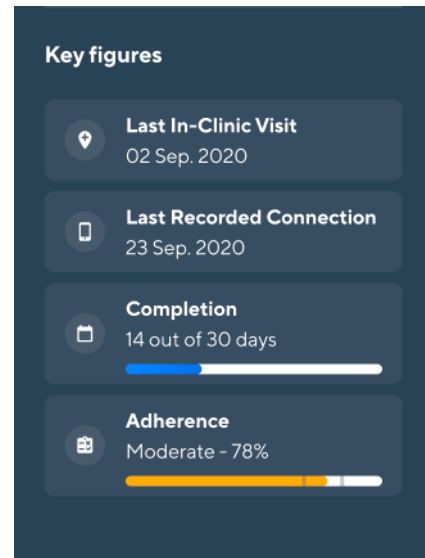 Key figures
Last In-Clinic Visit
02 Sep. 2020
Last Recorded Connection
23 Sep. 2020
Completion
14 out of 30 days
Adherence
Moderate - 78%